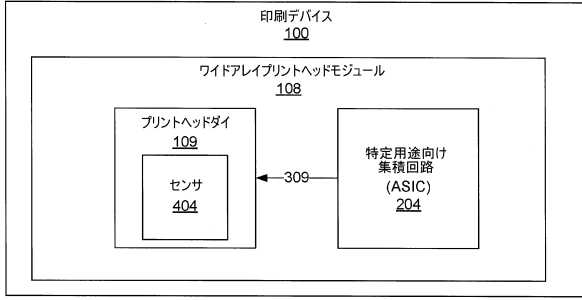 印刷デバイス
100
ワイドアレイプリントヘッドモジュール
108
プリントヘッドダイ
109
センサ
404
309
特定用途向け
集積回路
(ASIC)
204